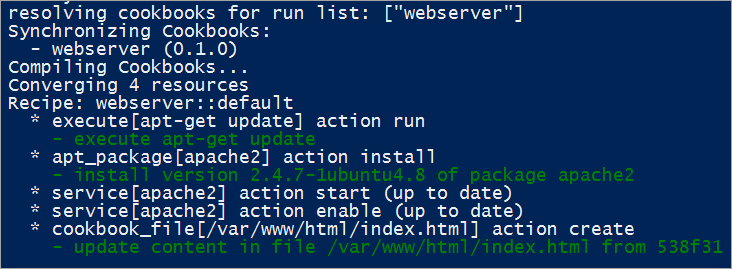 resolving cookbooks for run list: ["webserver"]
Synchronizing Cookbooks:
- webserver (0.1.0)
Compiling Cookbooks...
Converging 4 resources
Recipe: webserver::default
* execute[apt-get update] action run
- execute apt-get update
* apt_package[apache2] action install
- install version 2.4.7-1ubuntu4.8 of package apache2
* service[apache2] action start (up to date)
* service[apache2] action enable (up to date)
* cookbook_file[/var/www/html/index.html] action create
- update content in file /var/www/html/index.html from 538f31